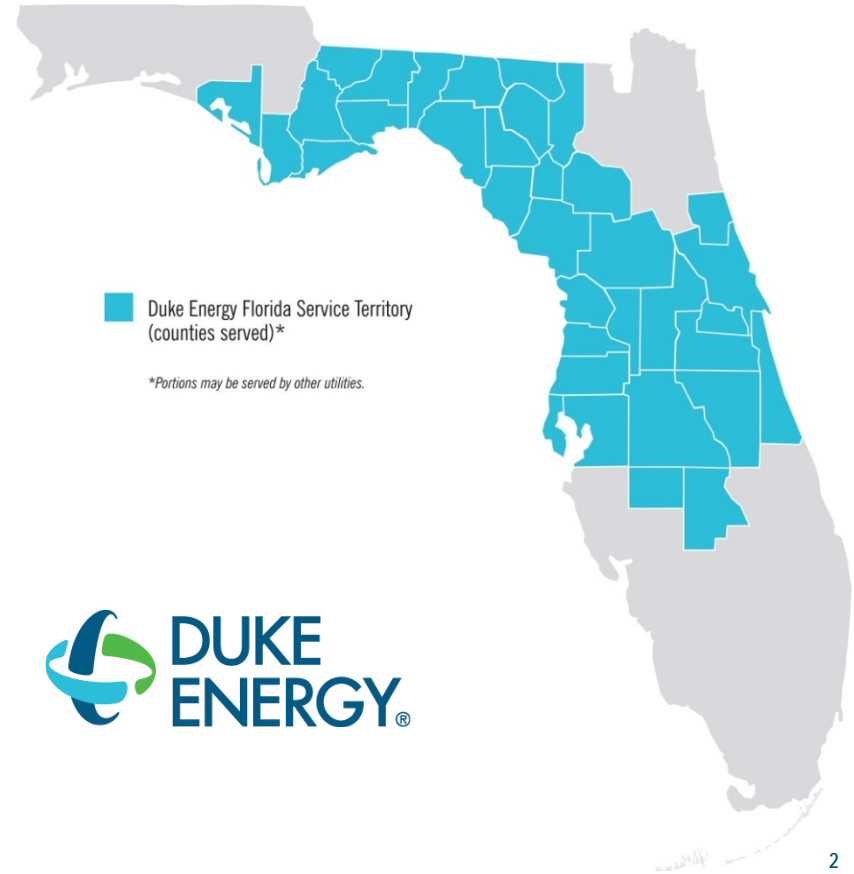 Duke Energy Florida Service Territory
(counties served)*
*Portions may be served by other utilities.
DUKE
ENERGY®
2